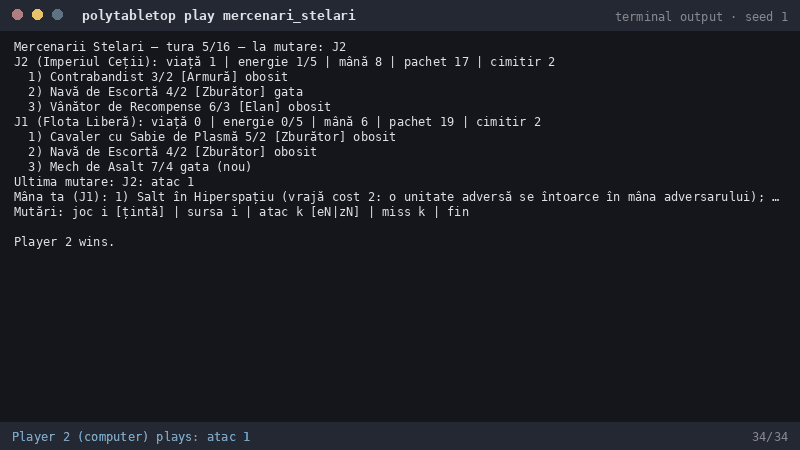 polytabletop play mercenari_stelari
terminal output · seed 1
Mercenarii Stelari — tura 5/16 — la mutare: J2
J2 (Imperiul Ceții): viață 1 | energie 1/5 | mână 8 | pachet 17 | cimitir 2
1) Contrabandist 3/2 [Armură] obosit
2) Navă de Escortă 4/2 [Zburător] gata
3) Vânător de Recompense 6/3 [Elan] obosit
J1 (Flota Liberă): viață 0 | energie 0/5 | mână 6 | pachet 19 | cimitir 2
1) Cavaler cu Sabie de Plasmă 5/2 [Zburător] obosit
2) Navă de Escortă 4/2 [Zburător] obosit
3) Mech de Asalt 7/4 gata (nou)
Ultima mutare: J2: atac 1
Mâna ta (J1): 1) Salt în Hiperspațiu (vrajă cost 2: o unitate adversă se întoarce în mâna adversarului); …
Mutări: joc i [țintă] | sursa i | atac k [eN|zN] | miss k | fin
Player 2 wins.
Player 2 (computer) plays: atac 1
34/34